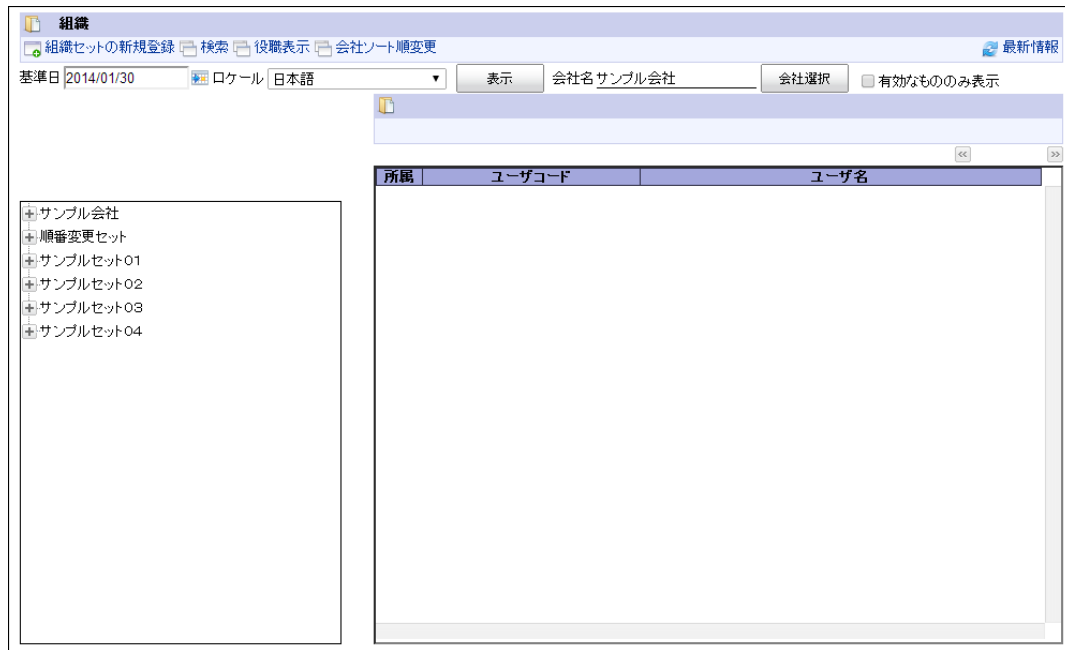 組織
組織セットの新規登録 検索 役職表示 会社ソート順変更 最新情報
基準日 2014/01/30 ロケール 日本語 表示 会社名 サンプル会社 会社選択 有効なもののみ表示
所属 ユーザコード ユーザ名
サンプル会社
順番変更セット
サンプルセット01
サンプルセット02
サンプルセット03
サンプルセット04